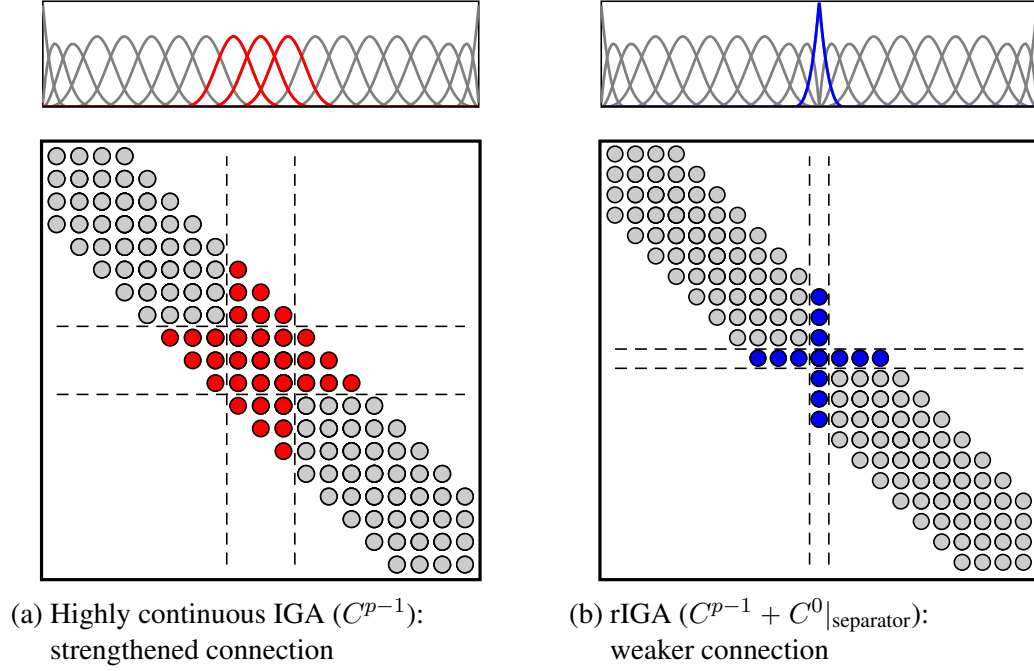 (a) Highly continuous IGA (C^{p−1}):
strengthened connection
(b) rIGA (C^{p−1} + C^0|_{separator}):
weaker connection